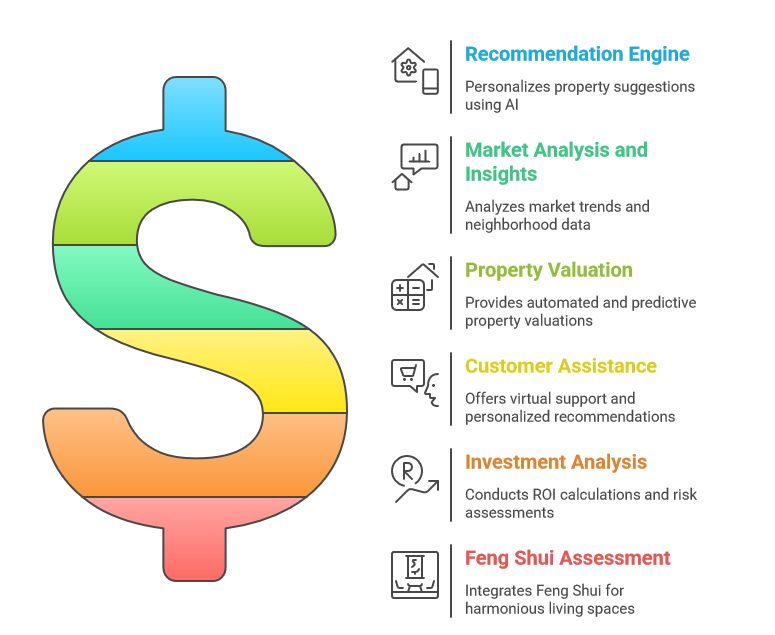 Recommendation Engine
Personalizes property suggestions
using AI
Market Analysis and
Insights
Analyzes market trends and
neighborhood data
Property Valuation
Provides automated and predictive
property valuations
Customer Assistance
Offers virtual support and
personalized recommendations
R
Investment Analysis
Conducts ROI calculations and risk
assessments
Feng Shui Assessment
Integrates Feng Shui for
harmonious living spaces